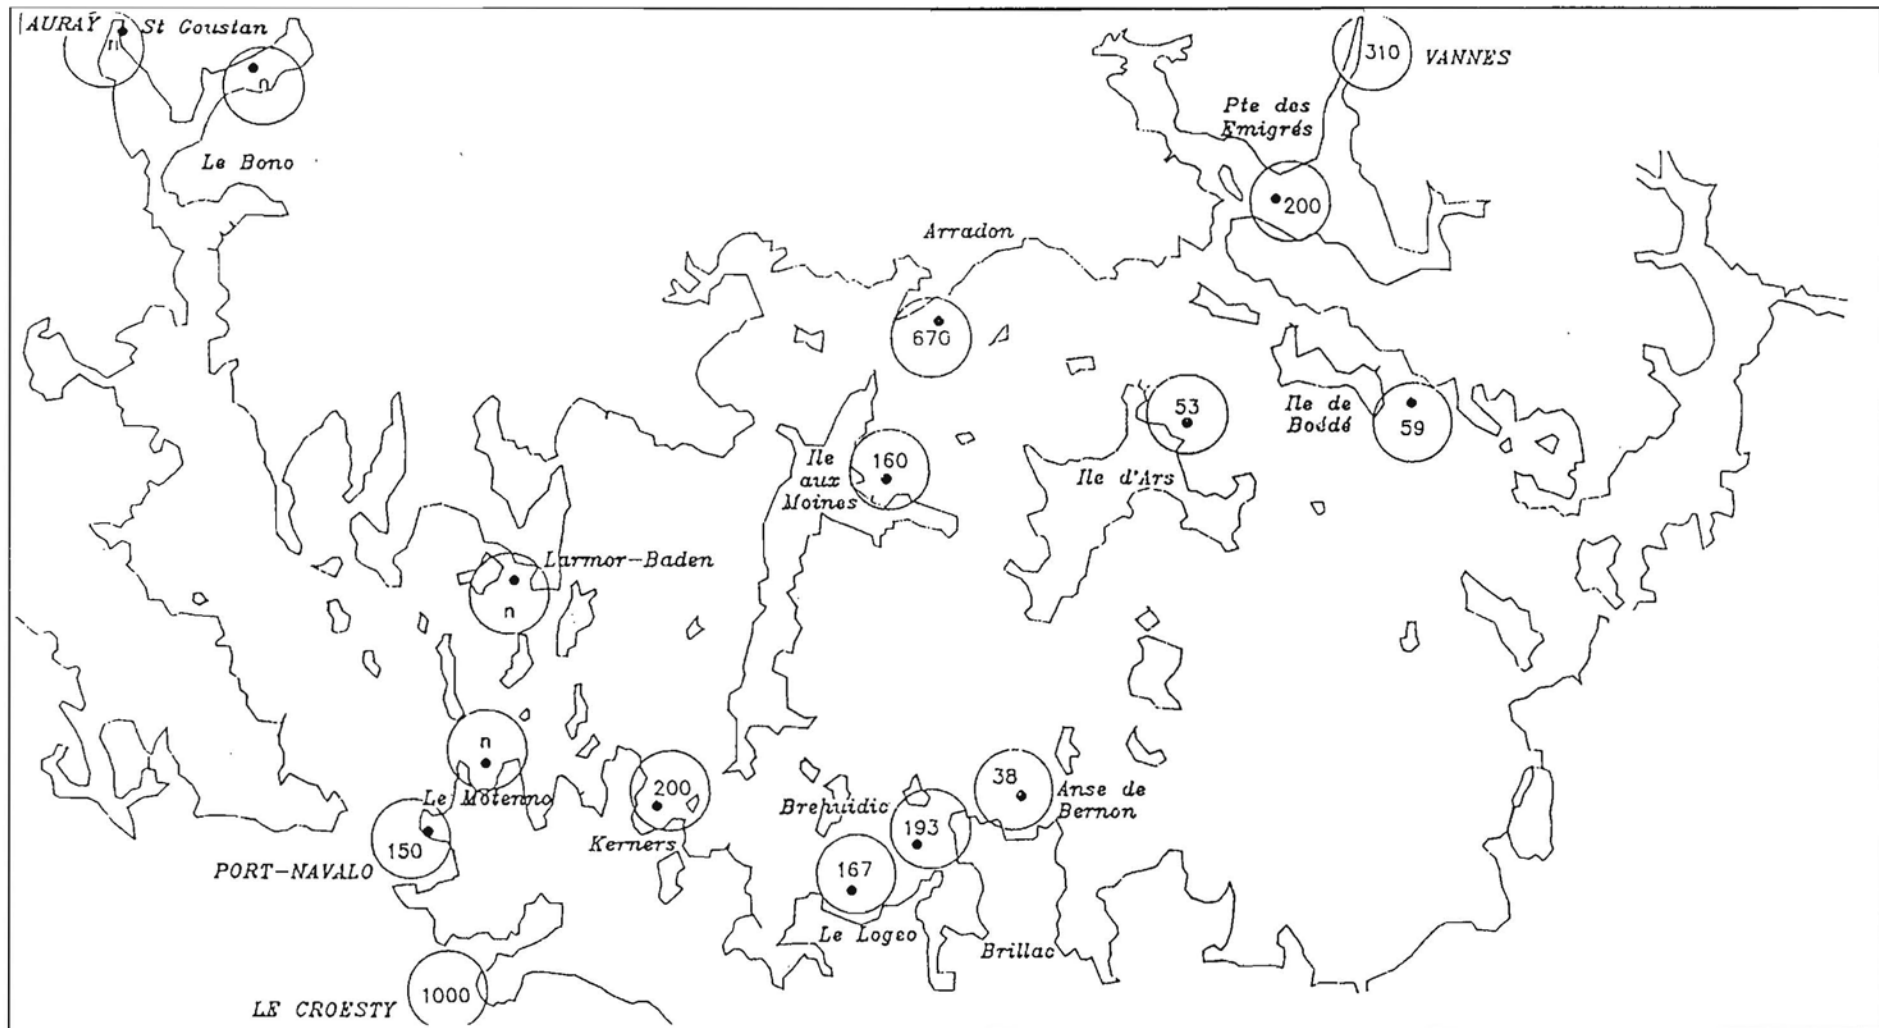 AURAY
St Goustan
n
n
Le Bono
310
VANNES
Pte des
Emigrés
200
Arradon
670
53
Ile de
Boëdé
59
Ile
aux
Moines
160
Ile d'Ars
Larmor-Baden
n
n
Le Motenno
200
Kerners
150
PORT-NAVALO
38
Anse de
Bernon
Brehuidic
193
167
Le Logeo
Brillac
1000
LE CROESTY